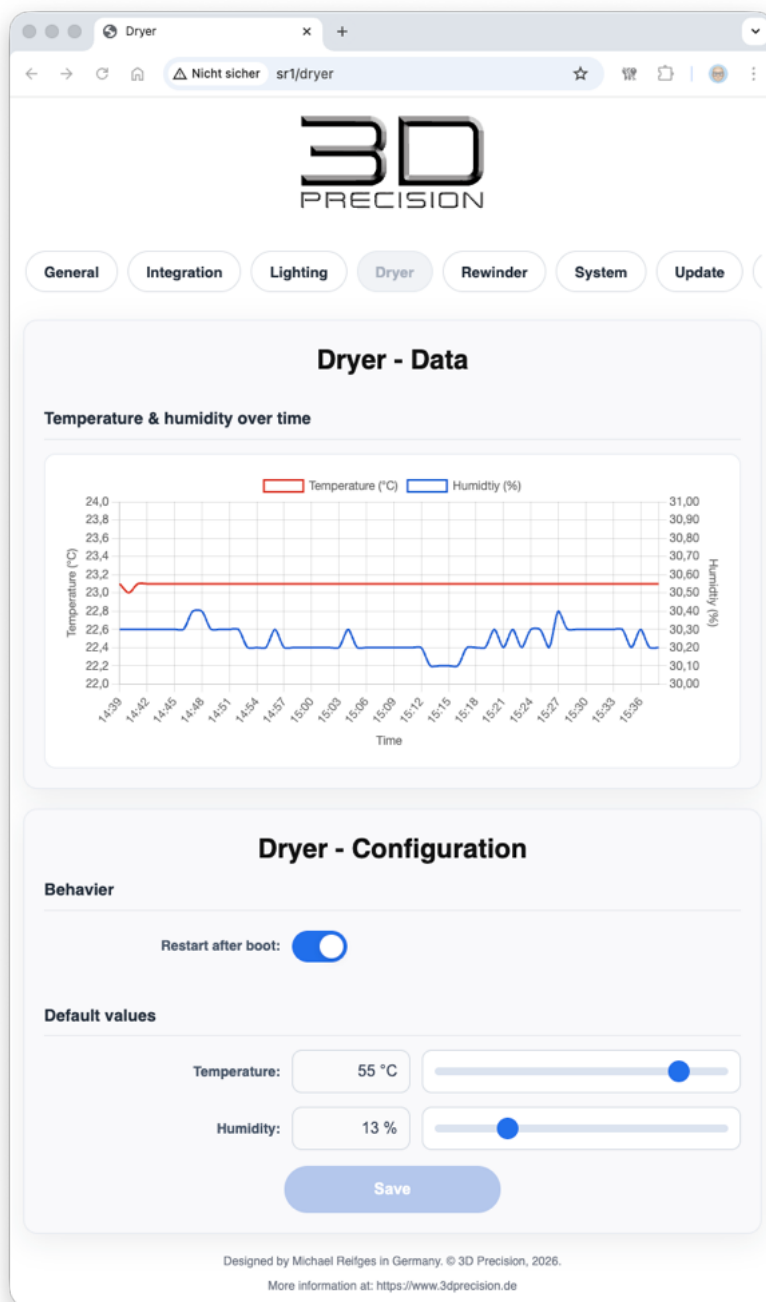 Dryer
Nicht sicher sr1/dryer
3D
PRECISION
General Integration Lighting Dryer Rewinder System Update
Dryer - Data
Temperature & humidity over time
Temperature (°C) Humidtiy (%)
24,0 31,00
23,8 30,90
23,6 30,80
23,4 30,70
23,2 30,60
23,0 30,50
22,8 30,40
22,6 30,30
22,4 30,20
22,2 30,10
22,0 30,00
Temperature (°C)
Humidtiy (%)
14:39 14:42 14:45 14:48 14:51 14:54 14:57 15:00 15:03 15:06 15:09 15:12 15:15 15:18 15:21 15:24 15:27 15:30 15:33 15:36
Time
Dryer - Configuration
Behavier
Restart after boot:
Default values
Temperature: 55 °C
Humidity: 13 %
Save
Designed by Michael Reifges in Germany. © 3D Precision, 2026.
More information at: https://www.3dprecision.de